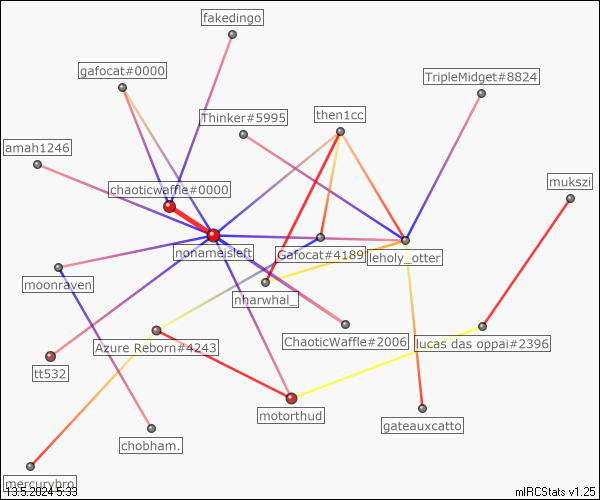 fakedingo
gafocat#0000
TripleMidget#8824
Thinker#5995
then1cc
amah1246
mukszi
chaoticwaffle#0000
nonameisleft
Gafocat#4189
leholy_otter
moonraven
nharwhal_
ChaoticWaffle#2006
lucas das oppai#2396
Azure Reborn#4243
tt532
motorthud
gateauxcatto
chobham.
mercurybro
13.5.2024 5:33
mIRCStats v1.25